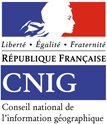 Liberté • Égalité • Fraternité
RÉPUBLIQUE FRANÇAISE
CNIG
Conseil national de
l'information géographique